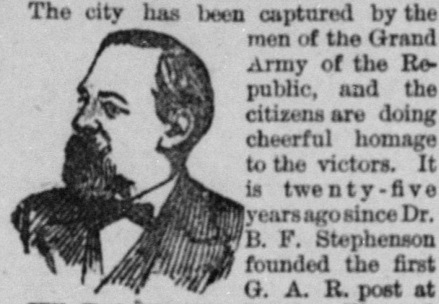 The city has been captured by the
men of the Grand
Army of the Re-
public, and the
citizens are doing
cheerful homage
to the victors. It
is twenty-five
years ago since Dr.
B. F. Stephenson
founded the first
G. A. R. post at